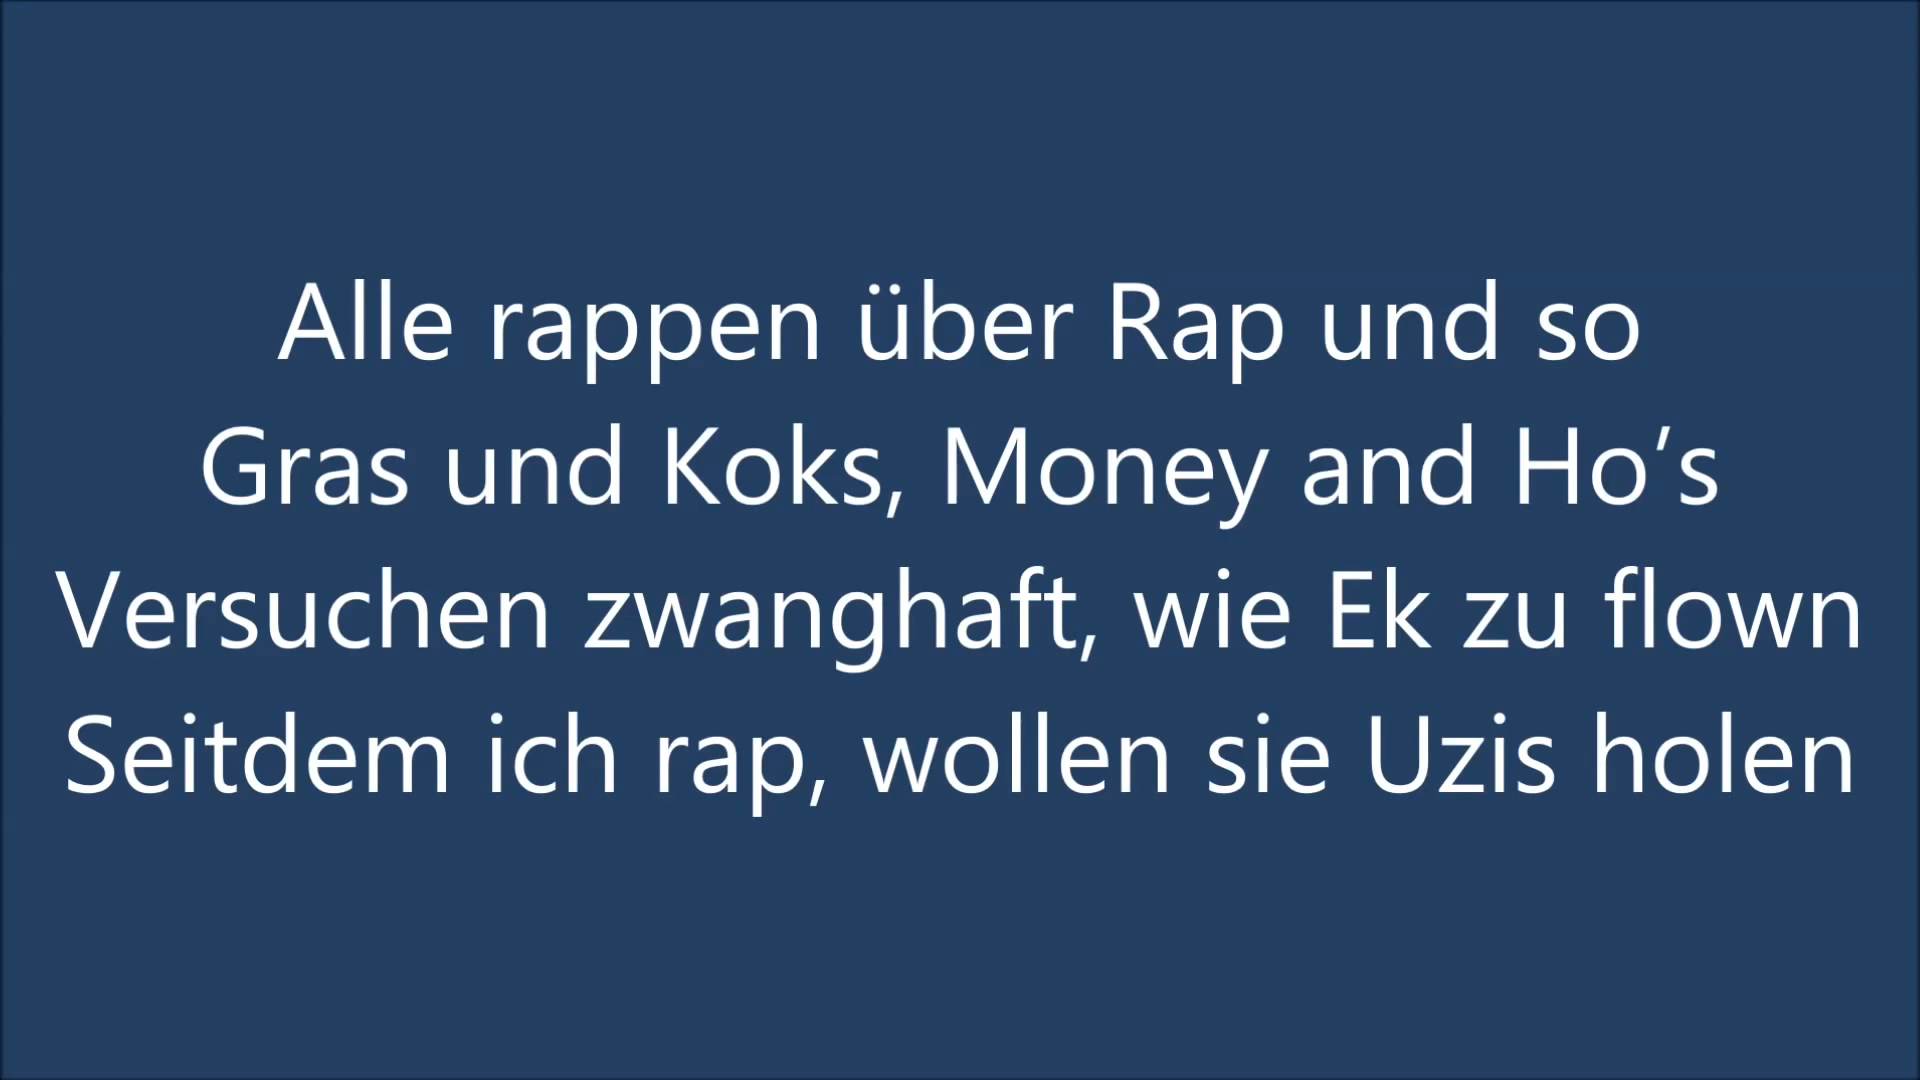 Alle rappen über Rap und so
Gras und Koks, Money and Ho’s
Versuchen zwanghaft, wie Ek zu flown
Seitdem ich rap, wollen sie Uzis holen